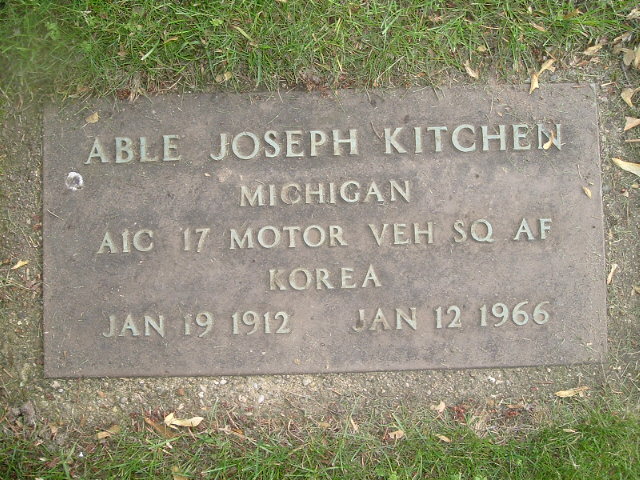 ABLE JOSEPH KITCHEN
MICHIGAN
A1C 17 MOTOR VEH SQ AF
KOREA
JAN 19 1912 JAN 12 1966